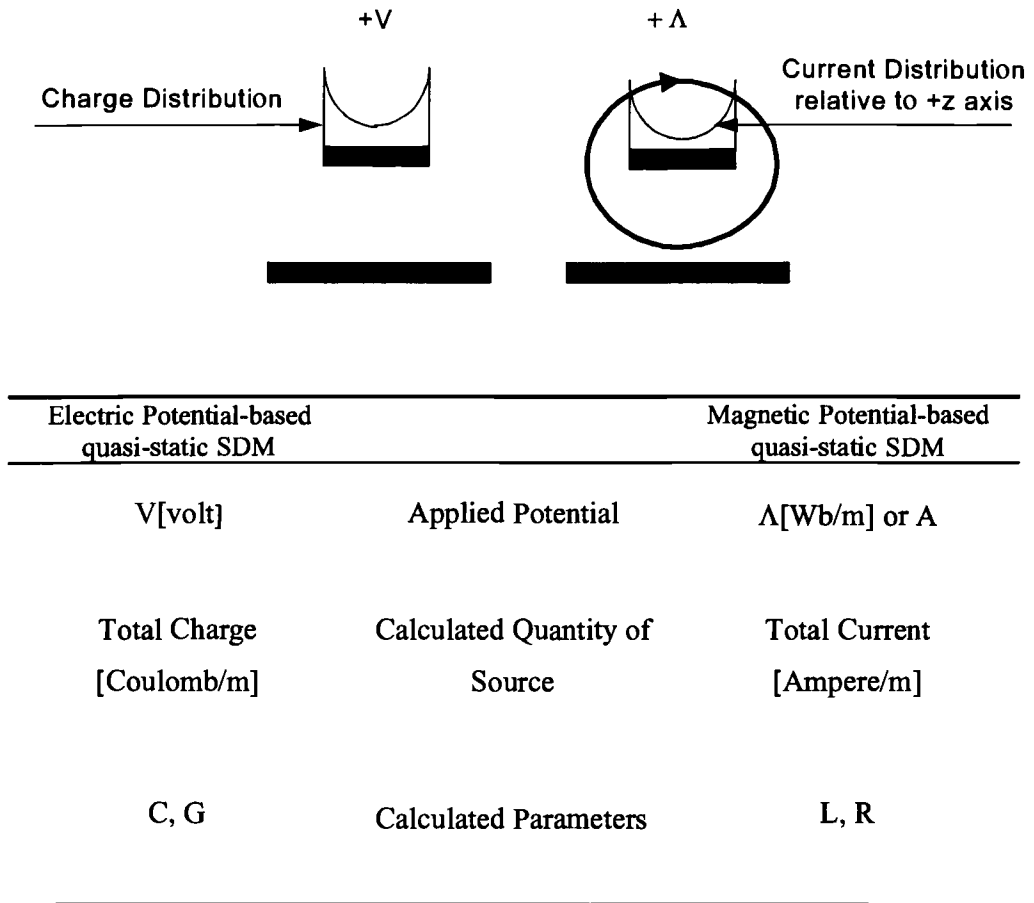 +V
+ Λ
Charge Distribution
Current Distribution
relative to +z axis
Electric Potential-based
quasi-static SDM
Magnetic Potential-based
quasi-static SDM
V[volt]
Applied Potential
Λ[Wb/m] or A
Total Charge
[Coulomb/m]
Calculated Quantity of
Source
Total Current
[Ampere/m]
C, G
Calculated Parameters
L, R